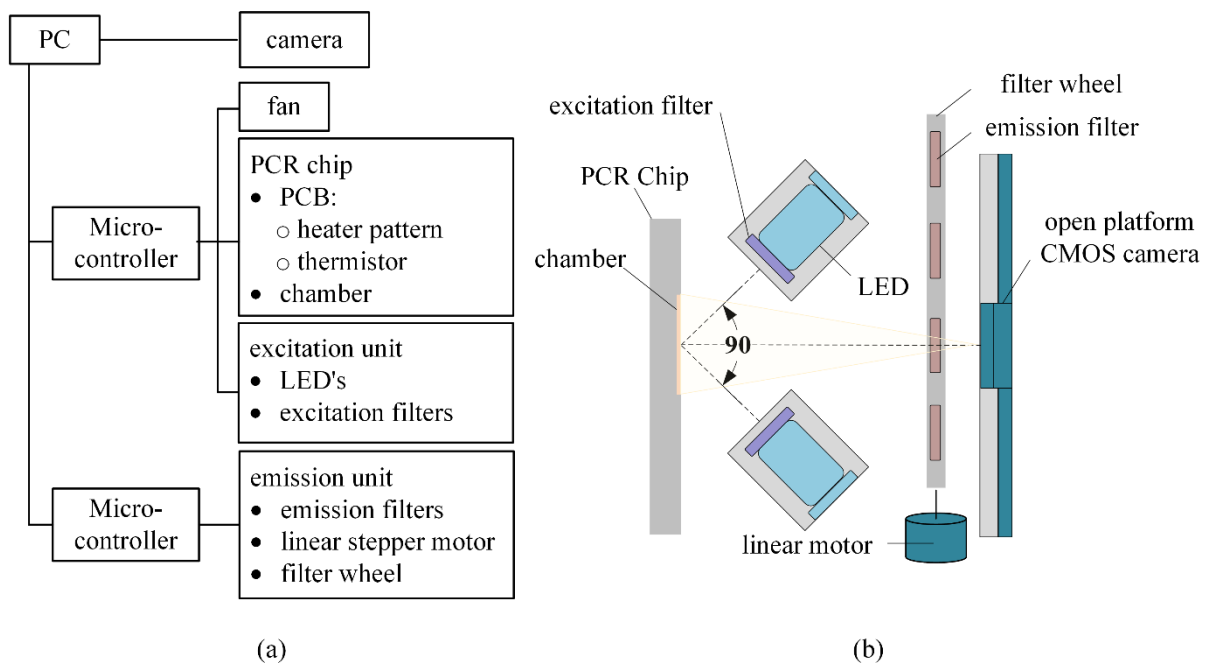 PC
camera
fan
Micro-
controller
PCR chip
● PCB:
○ heater pattern
○ thermistor
● chamber
excitation unit
● LED's
● excitation filters
Micro-
controller
emission unit
● emission filters
● linear stepper motor
● filter wheel
(a)
filter wheel
excitation filter
emission filter
PCR Chip
open platform
CMOS camera
chamber
LED
90
linear motor
(b)